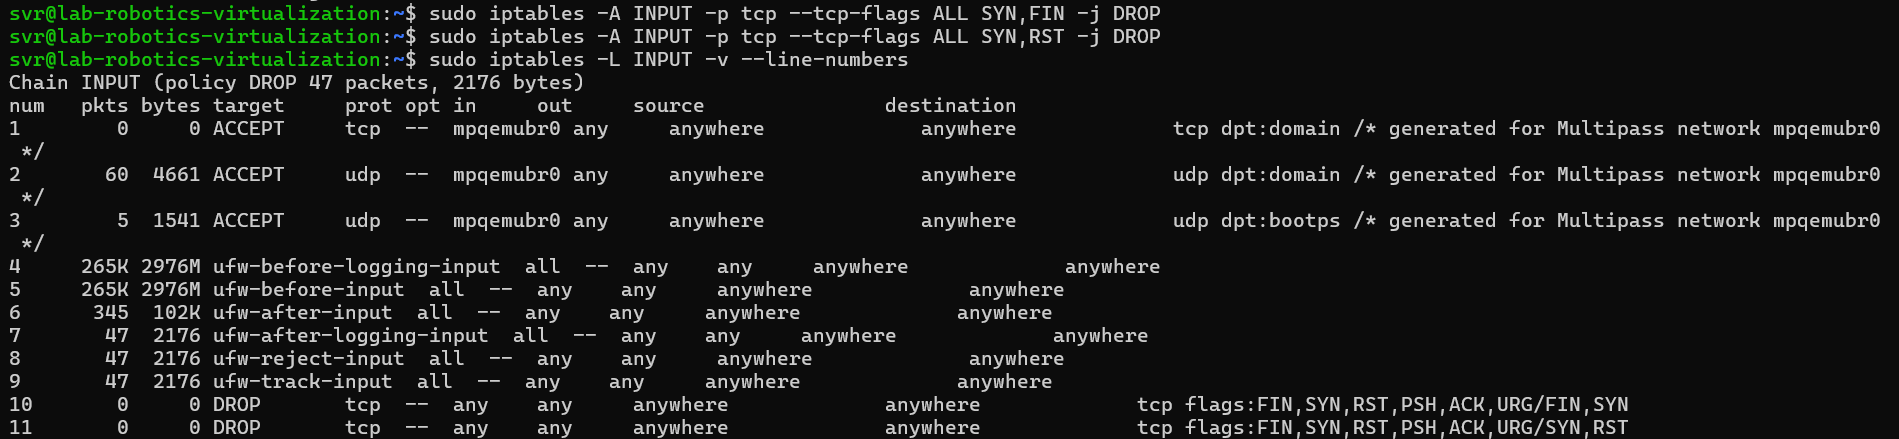 svr@lab-robotics-virtualization:~$ sudo iptables -A INPUT -p tcp --tcp-flags ALL SYN,FIN -j DROP
svr@lab-robotics-virtualization:~$ sudo iptables -A INPUT -p tcp --tcp-flags ALL SYN,RST -j DROP
svr@lab-robotics-virtualization:~$ sudo iptables -L INPUT -v --line-numbers
Chain INPUT (policy DROP 47 packets, 2176 bytes)
num   pkts bytes target      prot opt in     out     source               destination
1        0     0 ACCEPT     tcp  --  mpqemubr0 any     anywhere             anywhere             tcp dpt:domain /* generated for Multipass network mpqemubr0
 */
2       60  4661 ACCEPT     udp  --  mpqemubr0 any     anywhere             anywhere             udp dpt:domain /* generated for Multipass network mpqemubr0
 */
3        5  1541 ACCEPT     udp  --  mpqemubr0 any     anywhere             anywhere             udp dpt:bootps /* generated for Multipass network mpqemubr0
 */
4     265K 2976M ufw-before-logging-input  all  --  any    any     anywhere             anywhere
5     265K 2976M ufw-before-input  all  --  any    any     anywhere             anywhere
6      345  102K ufw-after-input  all  --  any    any     anywhere             anywhere
7       47  2176 ufw-after-logging-input  all  --  any    any     anywhere             anywhere
8       47  2176 ufw-reject-input  all  --  any    any     anywhere             anywhere
9       47  2176 ufw-track-input  all  --  any    any     anywhere             anywhere
10       0     0 DROP       tcp  --  any    any     anywhere             anywhere             tcp flags:FIN,SYN,RST,PSH,ACK,URG/FIN,SYN
11       0     0 DROP       tcp  --  any    any     anywhere             anywhere             tcp flags:FIN,SYN,RST,PSH,ACK,URG/SYN,RST